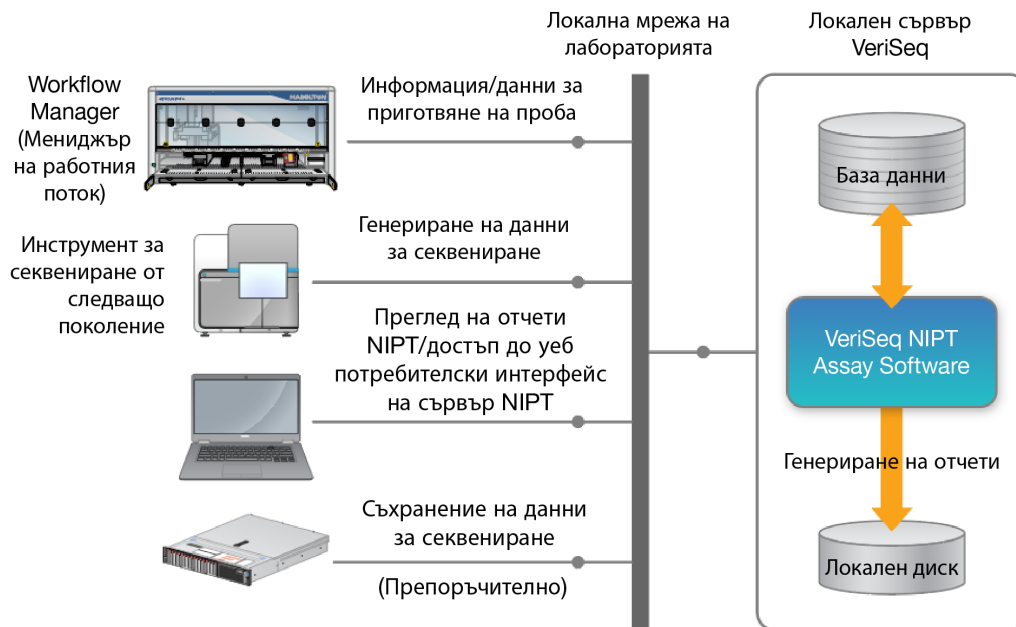 Локална мрежа на
лабораторията
Локален сървър
VeriSeq
Workflow
Manager
(Мениджър
на работния
поток)
HAMILTON
Информация/данни за
приготвяне на проба
База данни
Инструмент за
секвениране от
следващо
поколение
Генериране на данни
за секвениране
Преглед на отчети
NIPT/достъп до уеб
потребителски интерфейс
на сървър NIPT
VeriSeq NIPT
Assay Software
Генериране на отчети
Съхранение на данни
за секвениране
(Препоръчително)
Локален диск